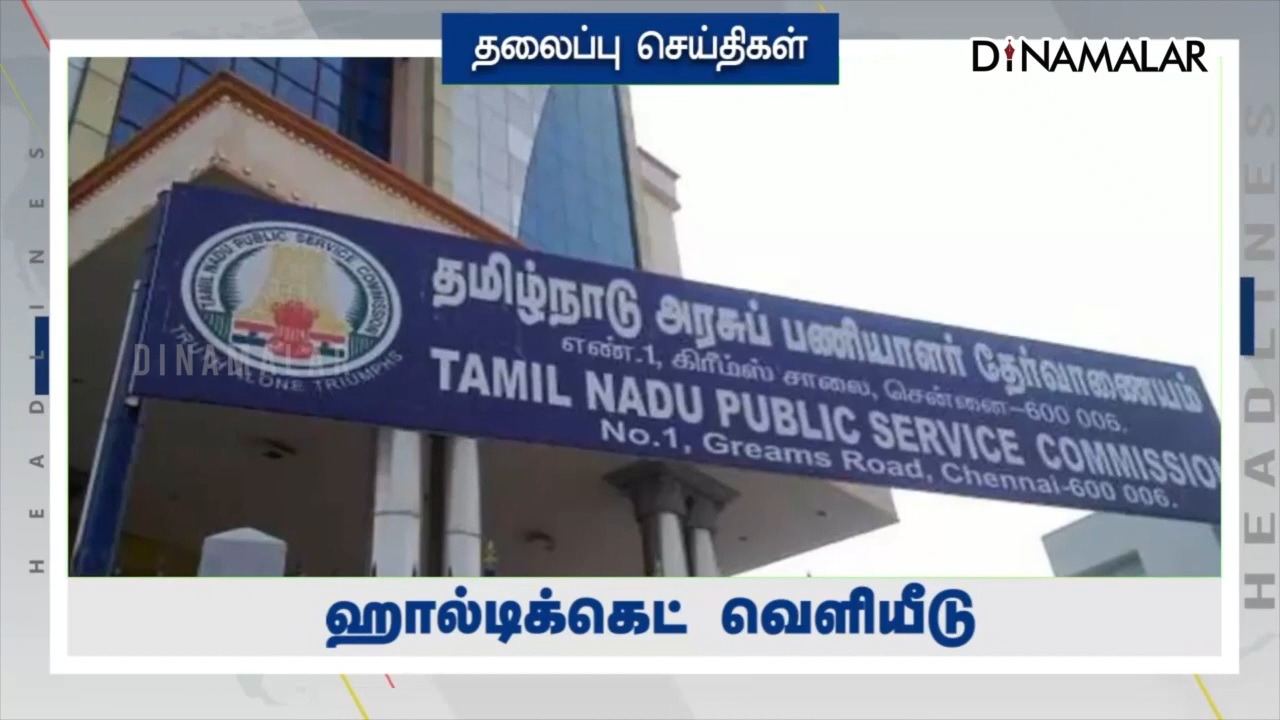 தலைப்பு செய்திகள்
DINAMALAR
HEADLINES
HEADLINES
TAMIL NADU PUBLIC SERVICE COMMISSION
TRUTH ALONE TRIUMPHS
DINAMALAR
தமிழ்நாடு அரசுப் பணியாளர் தேர்வாணையம்
எண்.1, கிரீம்ஸ் சாலை, சென்னை-600 006.
TAMIL NADU PUBLIC SERVICE COMMISSION
No.1, Greams Road, Chennai-600 006.
ஹால்டிக்கெட் வெளியீடு